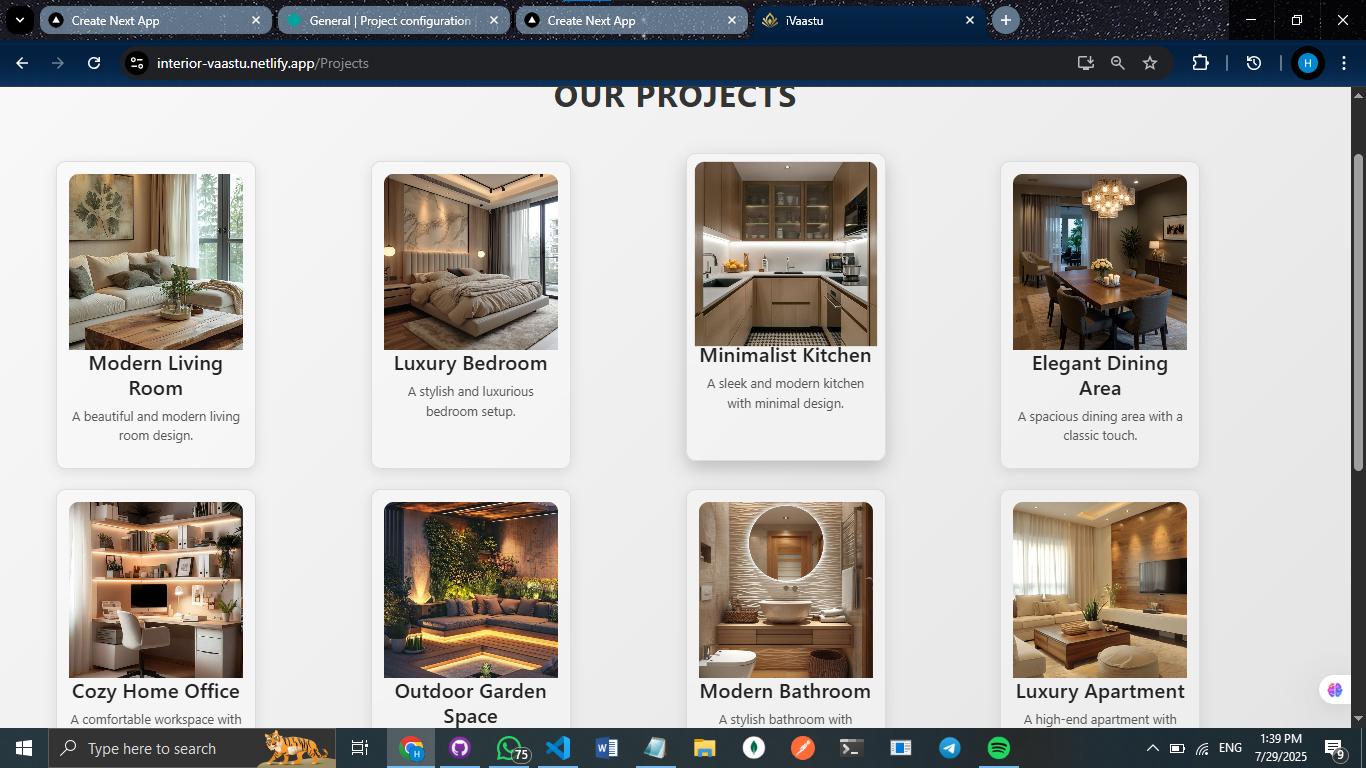 Create Next App
General | Project configuration
Create Next App
iVaastu
interior-vaastu.netlify.app/Projects
H
OUR PROJECTS
Modern Living
Room
A beautiful and modern living
room design.
Luxury Bedroom
A stylish and luxurious
bedroom setup.
Minimalist Kitchen
A sleek and modern kitchen
with minimal design.
Elegant Dining
Area
A spacious dining area with a
classic touch.
Cozy Home Office
A comfortable workspace with
Outdoor Garden
Space
Modern Bathroom
A stylish bathroom with
Luxury Apartment
A high-end apartment with
Type here to search
H
75
ENG
1:39 PM
7/29/2025
9